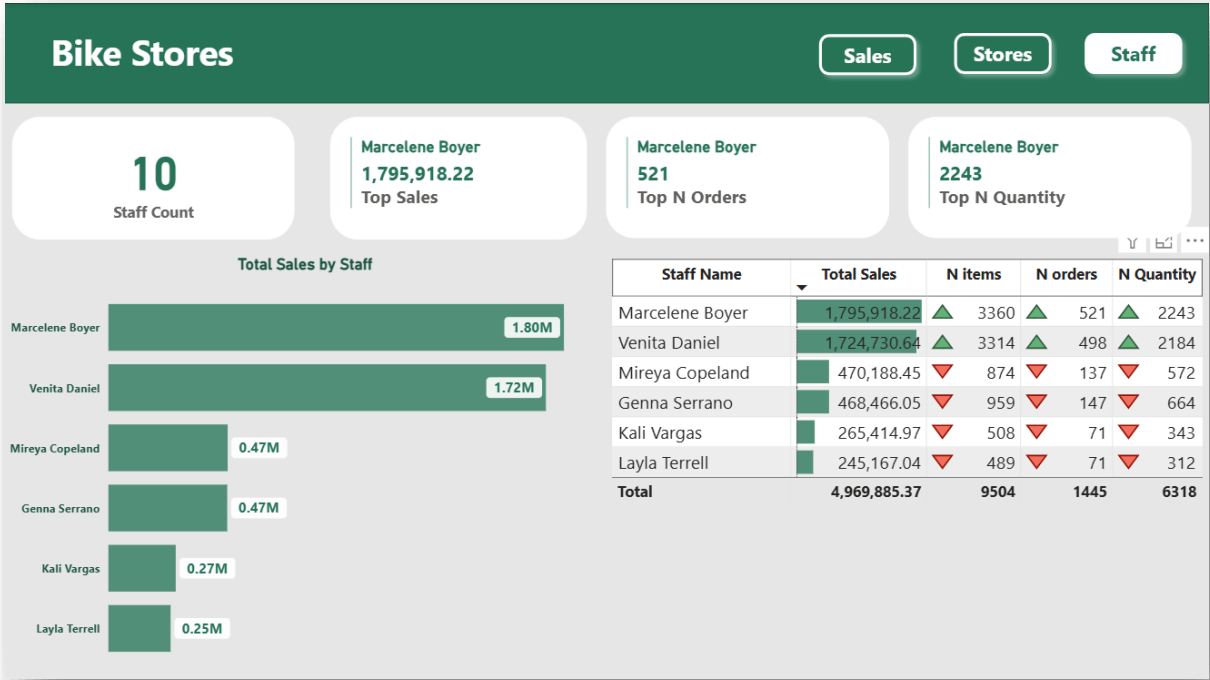 Bike Stores
Sales
Stores
Staff
10
Staff Count
Marcelene Boyer
1,795,918.22
Top Sales
Marcelene Boyer
521
Top N Orders
Marcelene Boyer
2243
Top N Quantity
Total Sales by Staff
Marcelene Boyer 1.80M
Venita Daniel 1.72M
Mireya Copeland 0.47M
Genna Serrano 0.47M
Kali Vargas 0.27M
Layla Terrell 0.25M
Staff Name Total Sales N items N orders N Quantity
Marcelene Boyer 1,795,918.22 3360 521 2243
Venita Daniel 1,724,730.64 3314 498 2184
Mireya Copeland 470,188.45 874 137 572
Genna Serrano 468,466.05 959 147 664
Kali Vargas 265,414.97 508 71 343
Layla Terrell 245,167.04 489 71 312
Total 4,969,885.37 9504 1445 6318